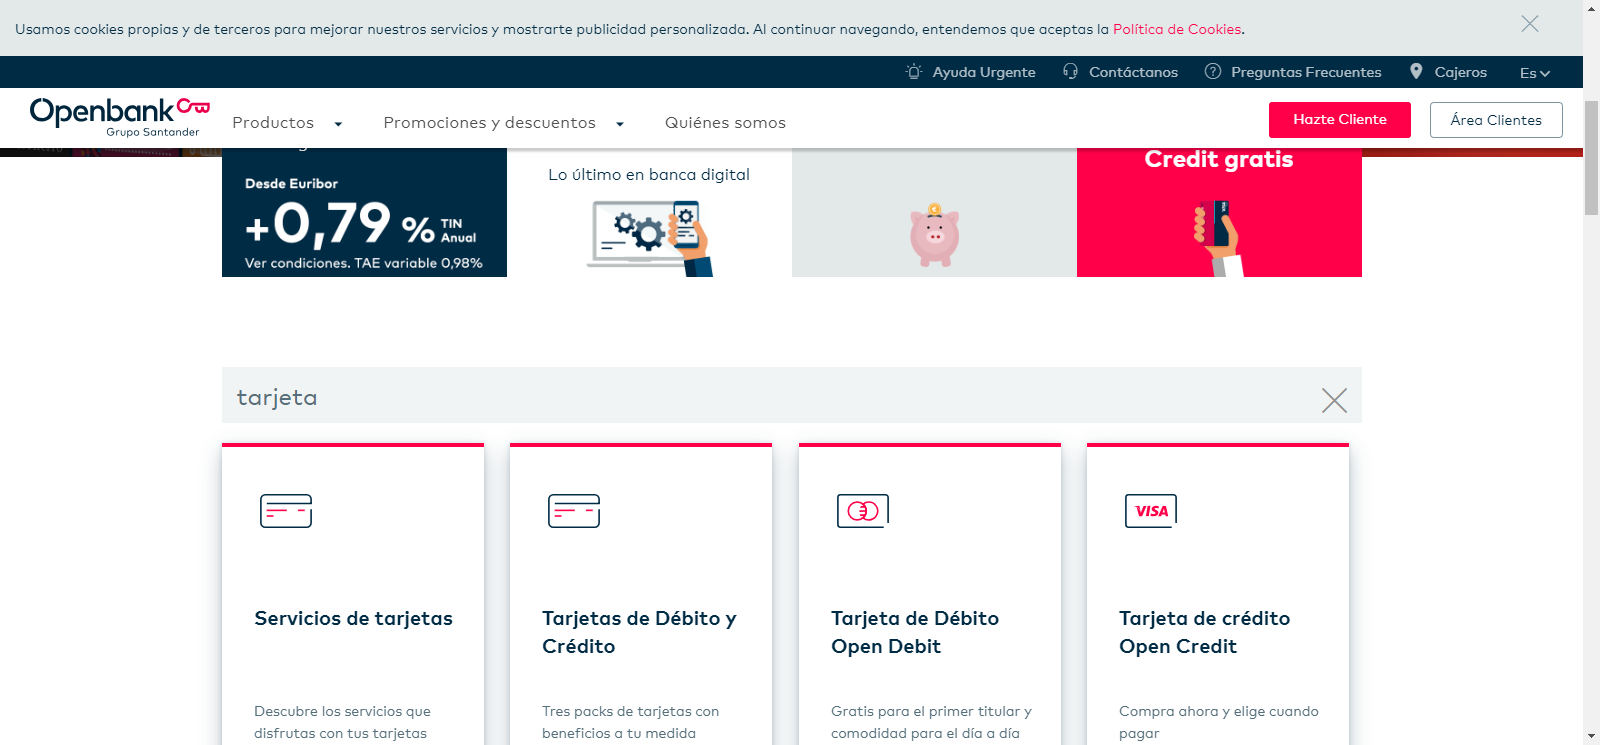 Usamos cookies propias y de terceros para mejorar nuestros servicios y mostrarte publicidad personalizada. Al continuar navegando, entendemos que aceptas la Política de Cookies.
Ayuda Urgente
Contáctanos
Preguntas Frecuentes
Cajeros
Es
Openbank
Grupo Santander
Productos
Promociones y descuentos
Quiénes somos
Hazte Cliente
Área Clientes
Desde Euribor
+0,79 % TIN Anual
Ver condiciones. TAE variable 0,98%
Lo último en banca digital
Credit gratis
tarjeta
Servicios de tarjetas
Descubre los servicios que
disfrutas con tus tarjetas
Tarjetas de Débito y
Crédito
Tres packs de tarjetas con
beneficios a tu medida
Tarjeta de Débito
Open Debit
Gratis para el primer titular y
comodidad para el día a día
VISA
Tarjeta de crédito
Open Credit
Compra ahora y elige cuando
pagar